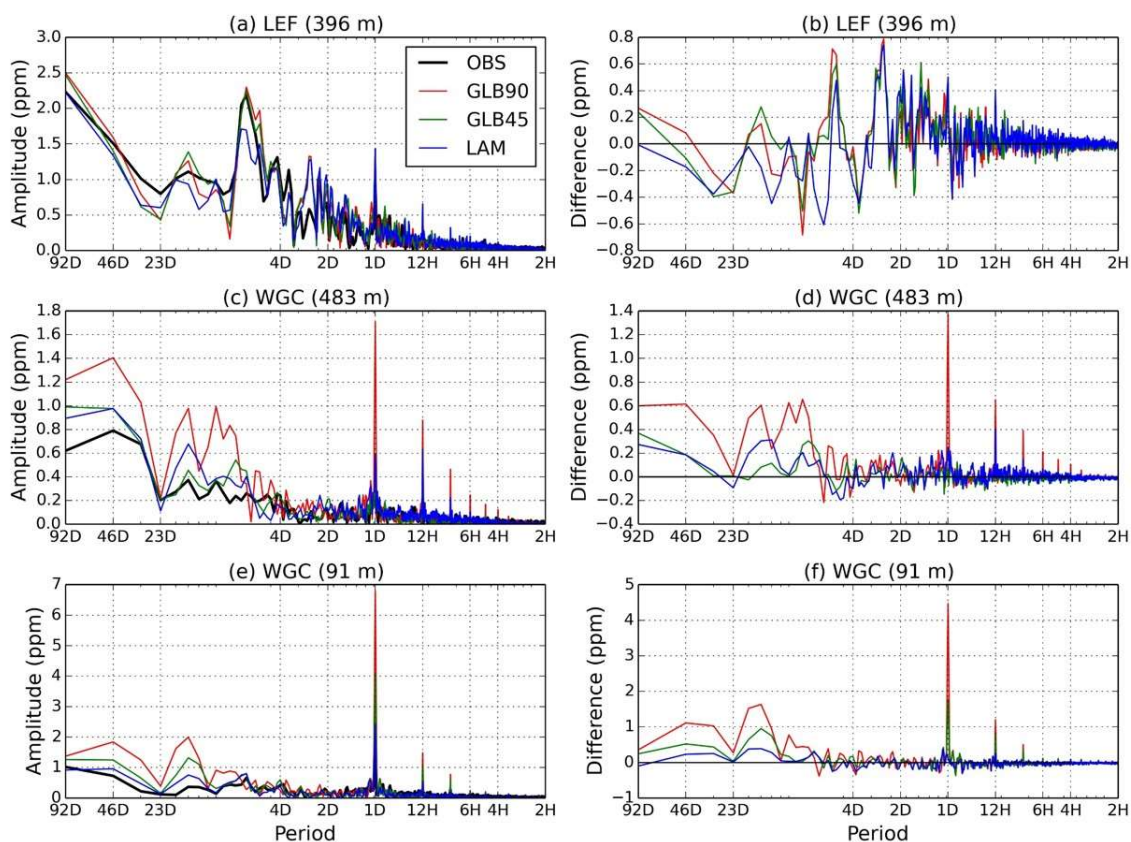 (a) LEF (396 m)
Amplitude (ppm)
3.0
2.5
2.0
1.5
1.0
0.5
0.0
OBS
GLB90
GLB45
LAM
92D 46D 23D 4D 2D 1D 12H 6H 4H 2H
(b) LEF (396 m)
Difference (ppm)
0.8
0.6
0.4
0.2
0.0
−0.2
−0.4
−0.6
−0.8
92D 46D 23D 4D 2D 1D 12H 6H 4H 2H
(c) WGC (483 m)
Amplitude (ppm)
1.8
1.6
1.4
1.2
1.0
0.8
0.6
0.4
0.2
0.0
92D 46D 23D 4D 2D 1D 12H 6H 4H 2H
(d) WGC (483 m)
Difference (ppm)
1.4
1.2
1.0
0.8
0.6
0.4
0.2
0.0
−0.2
−0.4
92D 46D 23D 4D 2D 1D 12H 6H 4H 2H
(e) WGC (91 m)
Amplitude (ppm)
7
6
5
4
3
2
1
0
92D 46D 23D 4D 2D 1D 12H 6H 4H 2H
Period
(f) WGC (91 m)
Difference (ppm)
5
4
3
2
1
0
−1
92D 46D 23D 4D 2D 1D 12H 6H 4H 2H
Period